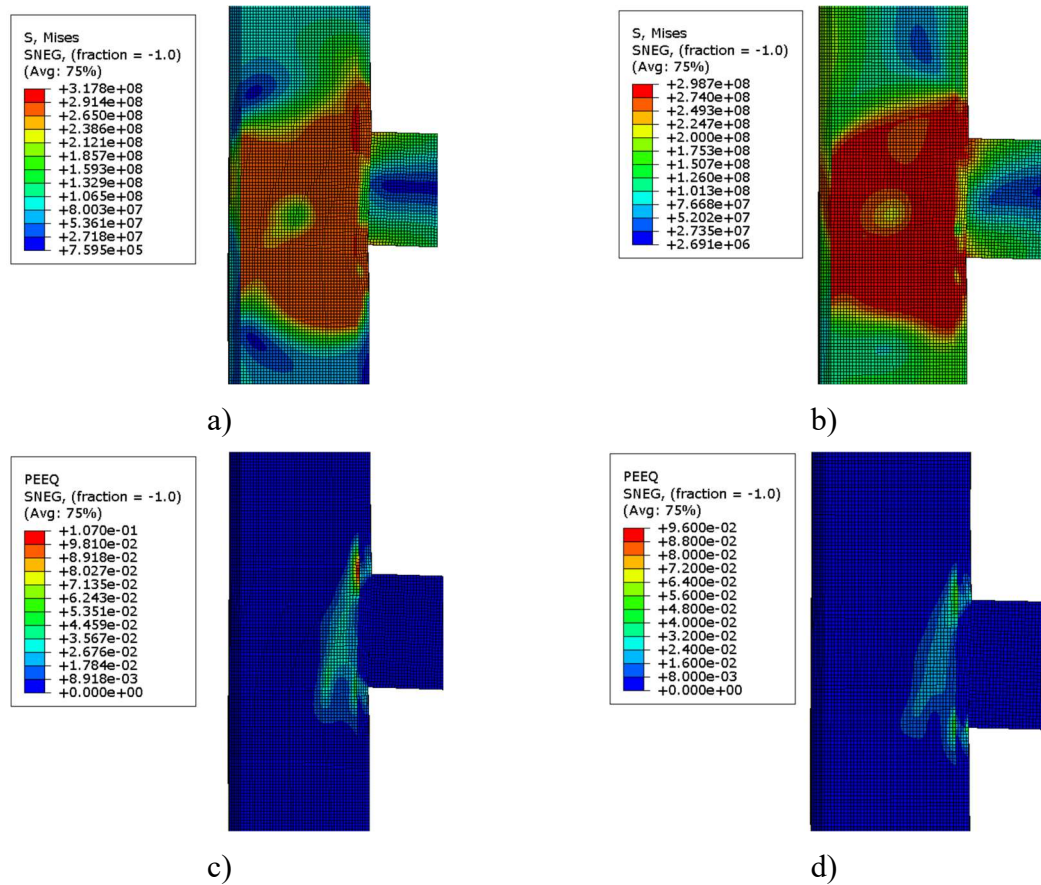 S, Mises
SNEG, (fraction = -1.0)
(Avg: 75%)
+3.178e+08
+2.914e+08
+2.650e+08
+2.386e+08
+2.121e+08
+1.857e+08
+1.593e+08
+1.329e+08
+1.065e+08
+8.003e+07
+5.361e+07
+2.718e+07
+7.595e+05
a)
S, Mises
SNEG, (fraction = -1.0)
(Avg: 75%)
+2.987e+08
+2.740e+08
+2.493e+08
+2.247e+08
+2.000e+08
+1.753e+08
+1.507e+08
+1.260e+08
+1.013e+08
+7.668e+07
+5.202e+07
+2.735e+07
+2.691e+06
b)
PEEQ
SNEG, (fraction = -1.0)
(Avg: 75%)
+1.070e-01
+9.810e-02
+8.918e-02
+8.027e-02
+7.135e-02
+6.243e-02
+5.351e-02
+4.459e-02
+3.567e-02
+2.676e-02
+1.784e-02
+8.918e-03
+0.000e+00
c)
PEEQ
SNEG, (fraction = -1.0)
(Avg: 75%)
+9.600e-02
+8.800e-02
+8.000e-02
+7.200e-02
+6.400e-02
+5.600e-02
+4.800e-02
+4.000e-02
+3.200e-02
+2.400e-02
+1.600e-02
+8.000e-03
+0.000e+00
d)